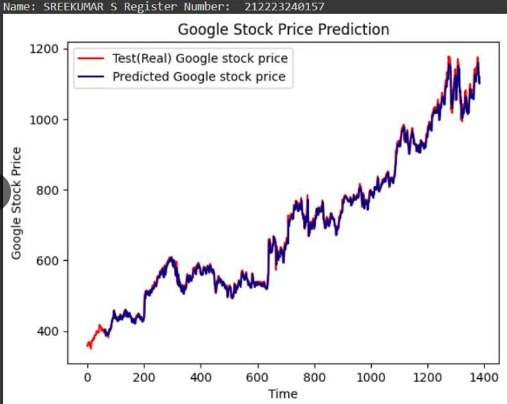 Name: SREEKUMAR S Register Number:  212223240157
Google Stock Price Prediction
Test(Real) Google stock price
Predicted Google stock price
Google Stock Price
1200
1000
800
600
400
0 200 400 600 800 1000 1200 1400
Time